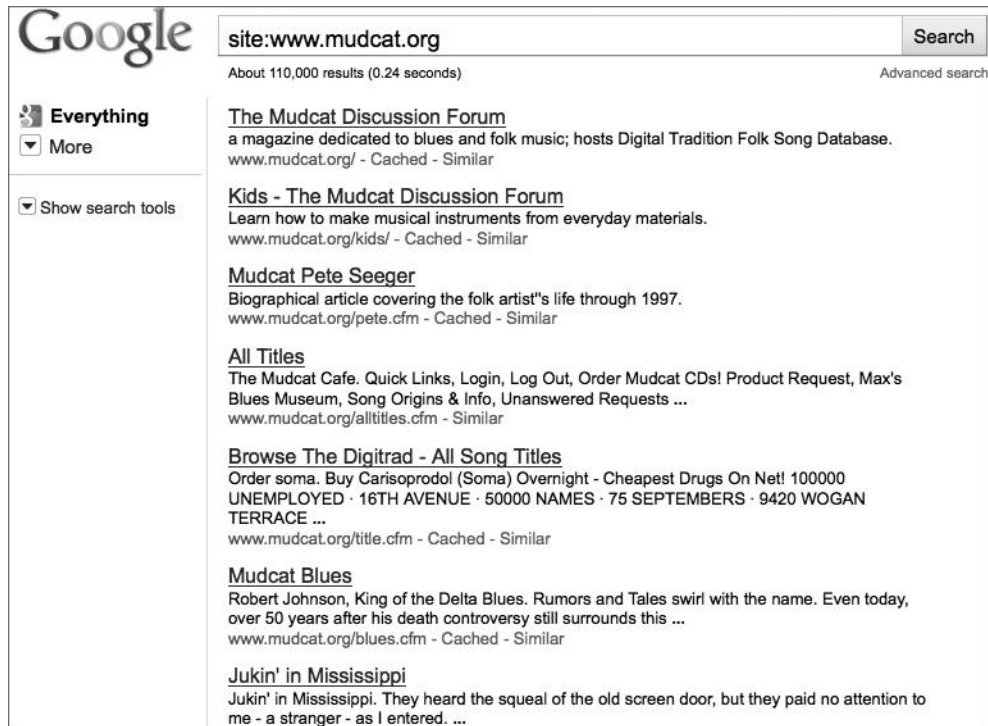 Google
site:www.mudcat.org
Search
About 110,000 results (0.24 seconds)
Advanced search
Everything
More
Show search tools
The Mudcat Discussion Forum
a magazine dedicated to blues and folk music; hosts Digital Tradition Folk Song Database.
www.mudcat.org/ - Cached - Similar
Kids - The Mudcat Discussion Forum
Learn how to make musical instruments from everyday materials.
www.mudcat.org/kids/ - Cached - Similar
Mudcat Pete Seeger
Biographical article covering the folk artist"s life through 1997.
www.mudcat.org/pete.cfm - Cached - Similar
All Titles
The Mudcat Cafe. Quick Links, Login, Log Out, Order Mudcat CDs! Product Request, Max's
Blues Museum, Song Origins & Info, Unanswered Requests ...
www.mudcat.org/alltitles.cfm - Similar
Browse The Digitrad - All Song Titles
Order soma. Buy Carisoprodol (Soma) Overnight - Cheapest Drugs On Net! 100000
UNEMPLOYED · 16TH AVENUE · 50000 NAMES · 75 SEPTEMBERS · 9420 WOGAN
TERRACE ...
www.mudcat.org/title.cfm - Cached - Similar
Mudcat Blues
Robert Johnson, King of the Delta Blues. Rumors and Tales swirl with the name. Even today,
over 50 years after his death controversy still surrounds this ...
www.mudcat.org/blues.cfm - Cached - Similar
Jukin' in Mississippi
Jukin' in Mississippi. They heard the squeal of the old screen door, but they paid no attention to
me - a stranger - as I entered. ...